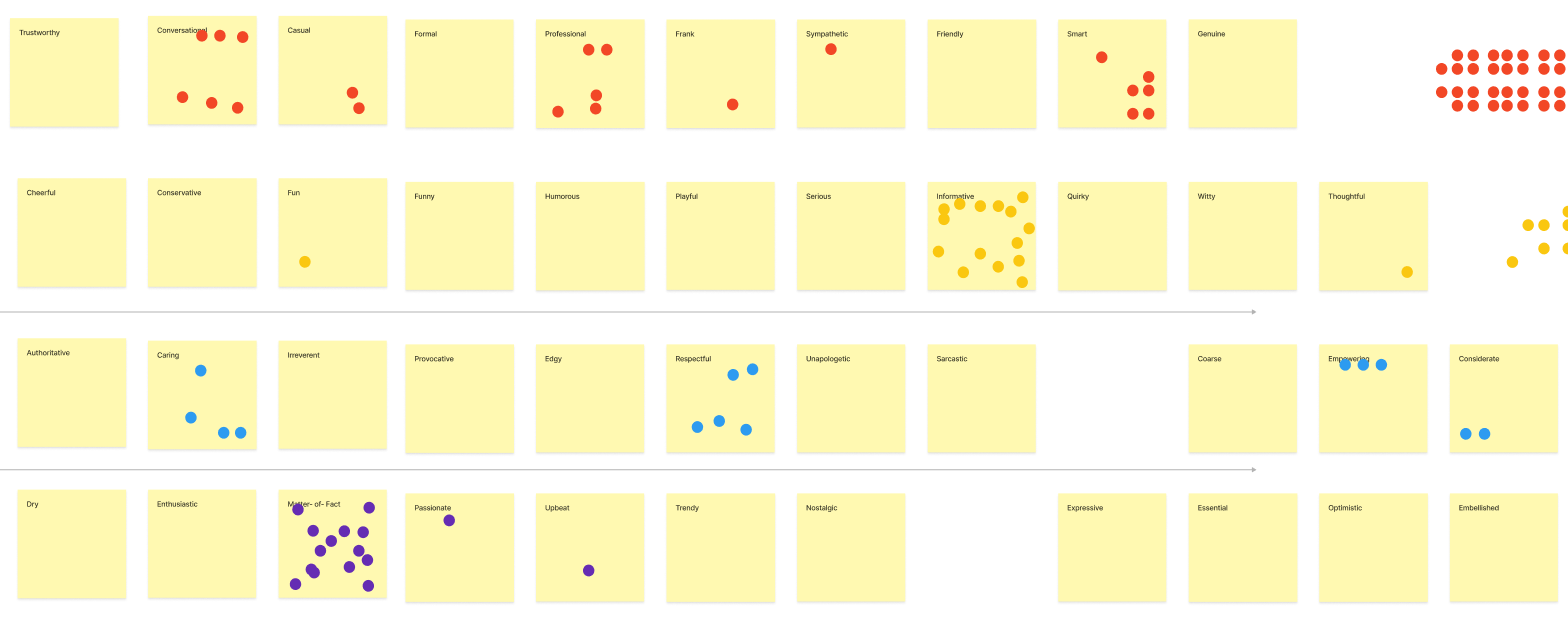 Trustworthy
Conversational
Casual
Formal
Professional
Frank
Sympathetic
Friendly
Smart
Genuine
Cheerful
Conservative
Fun
Funny
Humorous
Playful
Serious
Informative
Quirky
Witty
Thoughtful
Authoritative
Caring
Irreverent
Provocative
Edgy
Respectful
Unapologetic
Sarcastic
Coarse
Empowering
Considerate
Dry
Enthusiastic
Matter- of- Fact
Passionate
Upbeat
Trendy
Nostalgic
Expressive
Essential
Optimistic
Embellished